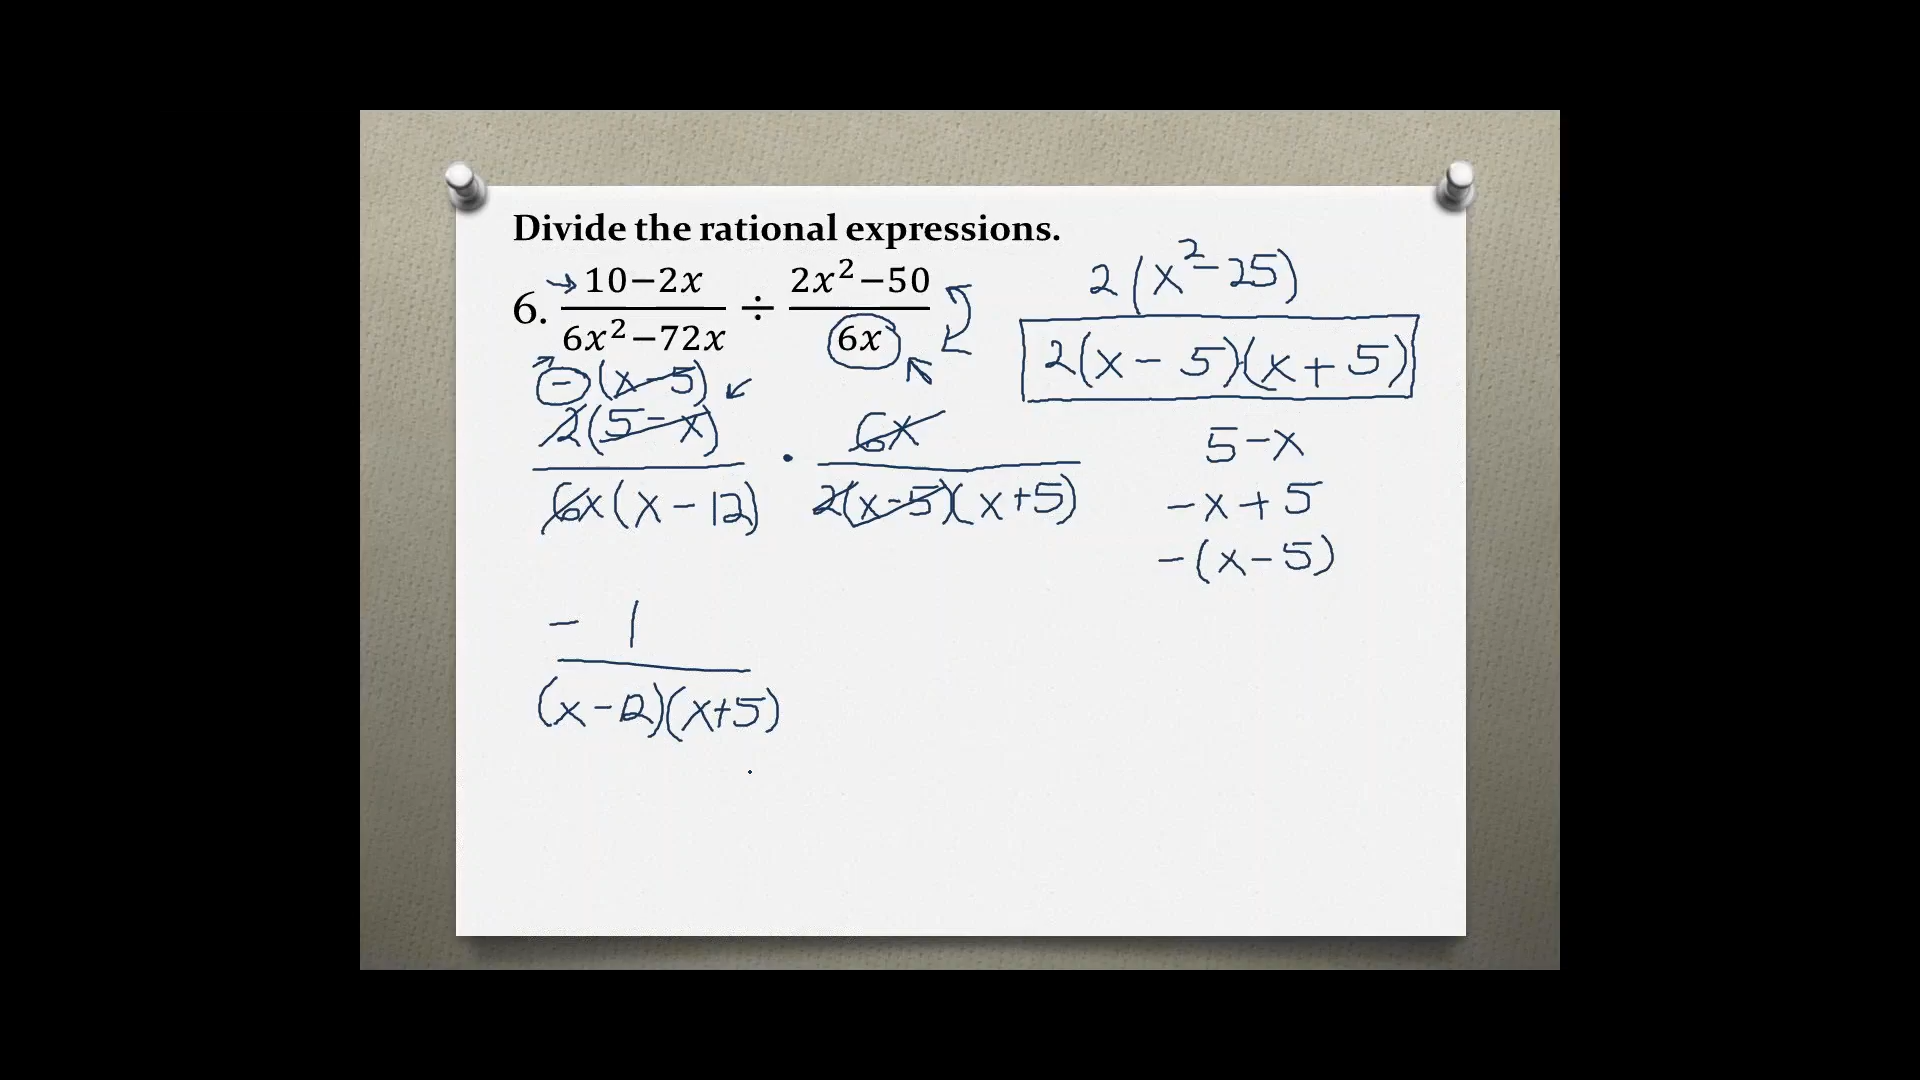 Divide the rational expressions.
6. 10−2x / 6x²−72x ÷ 2x²−50 / 6x
2(x²−25)
2(x−5)(x+5)
−(x−5)
2(5−x) / 6x(x−12) · 6x / 2(x−5)(x+5)
5−x
−x+5
−(x−5)
− 1 / (x−12)(x+5)